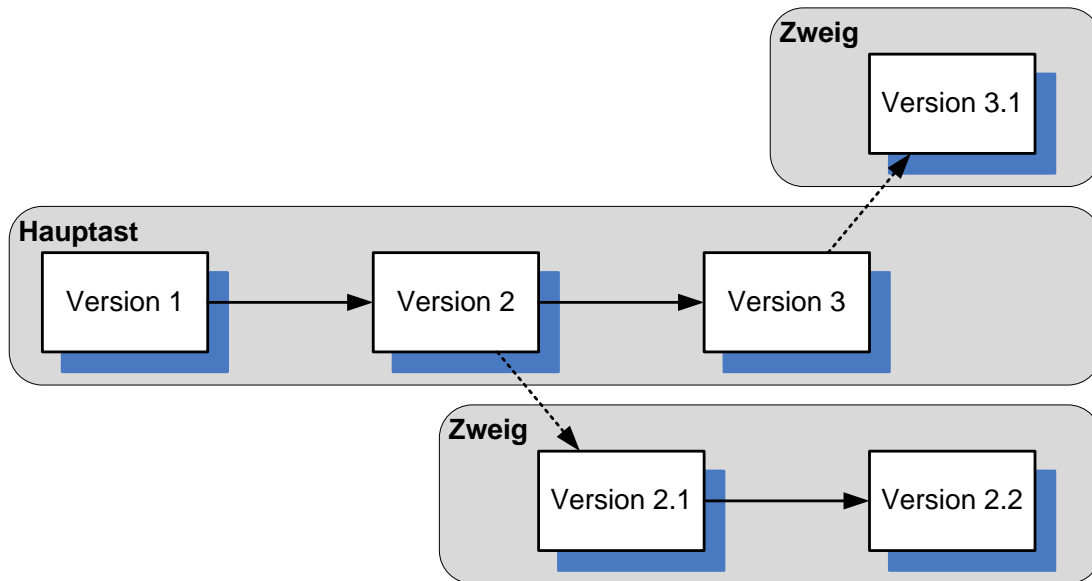 Zweig
Version 3.1
Hauptast
Version 1
Version 2
Version 3
Zweig
Version 2.1
Version 2.2